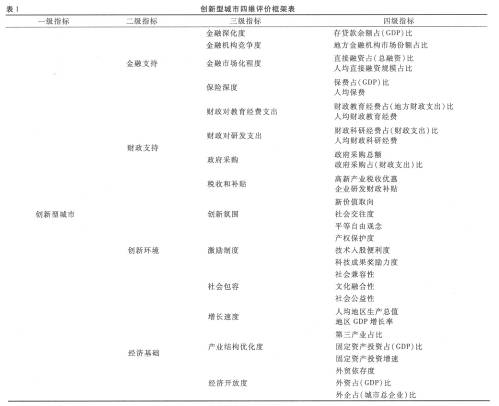 表1
创新型城市四维评价框架表
一级指标 二级指标 三级指标 四级指标
金融深化度 存贷款余额占(GDP)比
金融机构竞争度 地方金融机构市场份额占比
金融支持 金融市场化程度 直接融资占(总融资)比
人均直接融资规模占比
保险深度 保费占(GDP)比
人均保费
财政对教育经费支出 财政教育经费占(地方财政支出)比
人均财政教育经费
财政对研发支出 财政科研经费占(财政支出)比
人均财政科研经费
财政支持
政府采购 政府采购总额
政府采购占(财政支出)比
税收和补贴 高新产业税收优惠
企业研发财政补贴
新价值取向
创新型城市 创新氛围 社会交往度
平等自由观念
产权保护度
创新环境 激励制度 技术入股便利度
科技成果奖励力度
社会兼容性
社会包容 文化融合性
社会公益性
增长速度 人均地区生产总值
地区GDP增长率
第三产业占比
经济基础 产业结构优化度 固定资产投资占(GDP)比
固定资产投资增速
外贸依存度
经济开放度 外资占(GDP)比
外企占(城市总企业)比